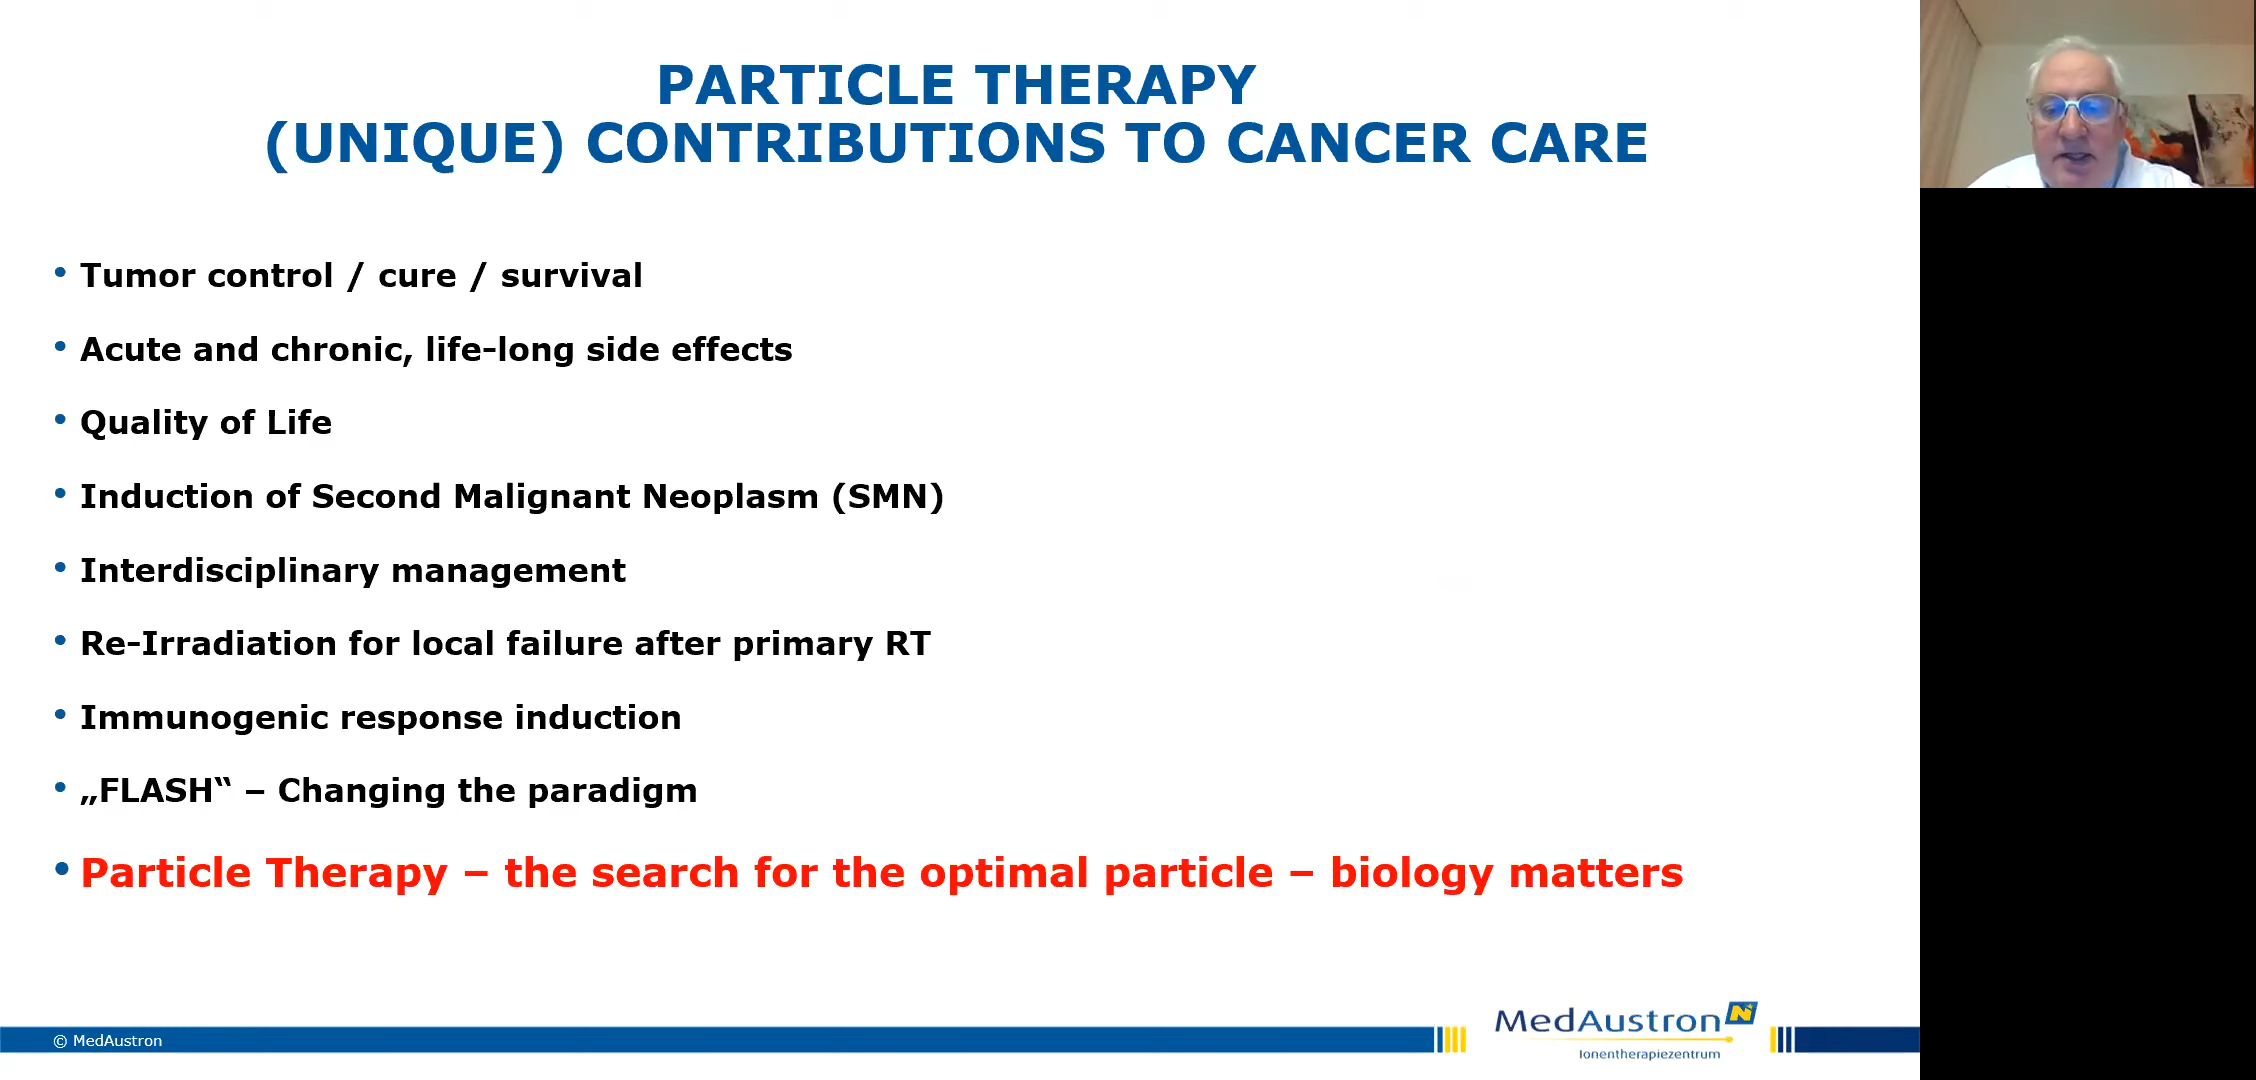 PARTICLE THERAPY
(UNIQUE) CONTRIBUTIONS TO CANCER CARE
• Tumor control / cure / survival
• Acute and chronic, life-long side effects
• Quality of Life
• Induction of Second Malignant Neoplasm (SMN)
• Interdisciplinary management
• Re-Irradiation for local failure after primary RT
• Immunogenic response induction
• „FLASH‟ – Changing the paradigm
• Particle Therapy – the search for the optimal particle – biology matters
© MedAustron
MedAustron N
Ionentherapiezentrum